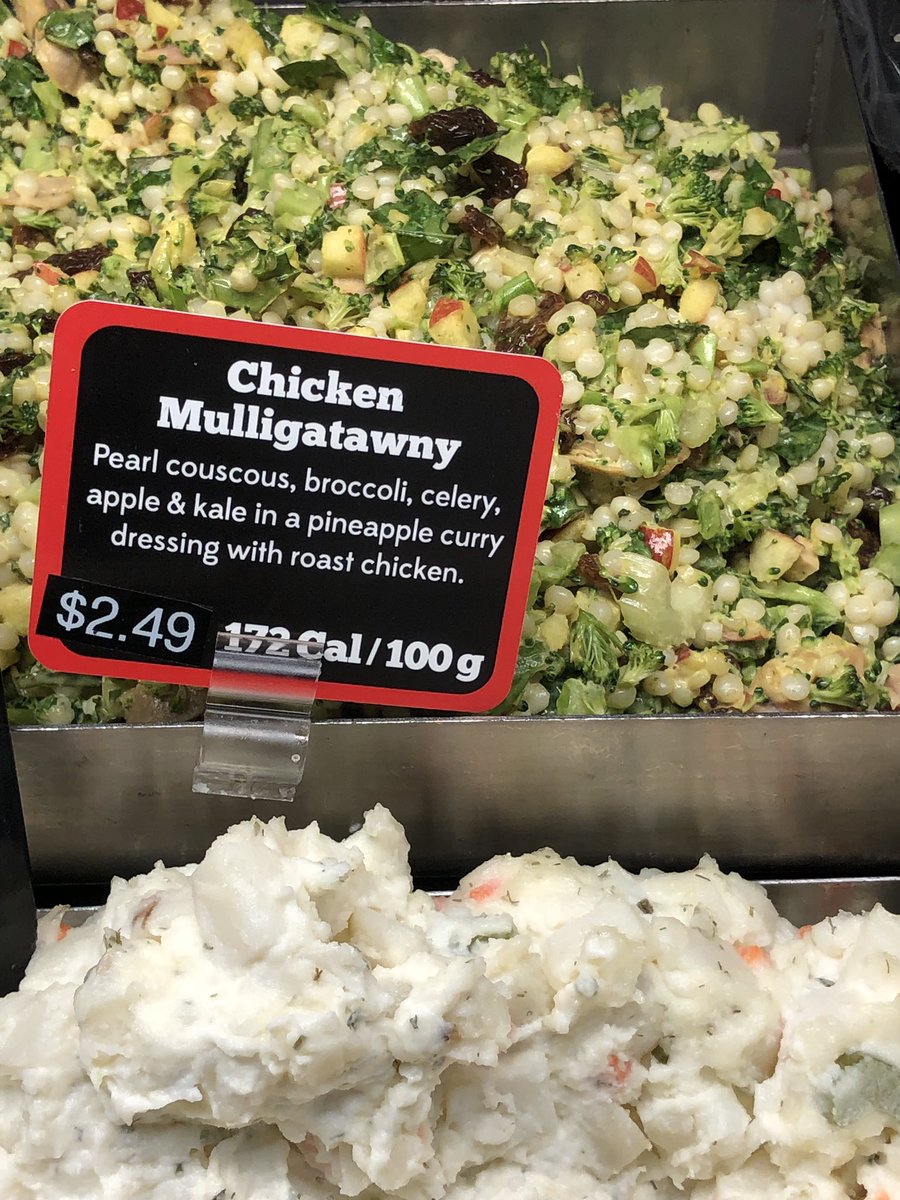 Chicken
Mulligatawny
Pearl couscous, broccoli, celery,
apple & kale in a pineapple curry
dressing with roast chicken.
$2.49
172 Cal/100g